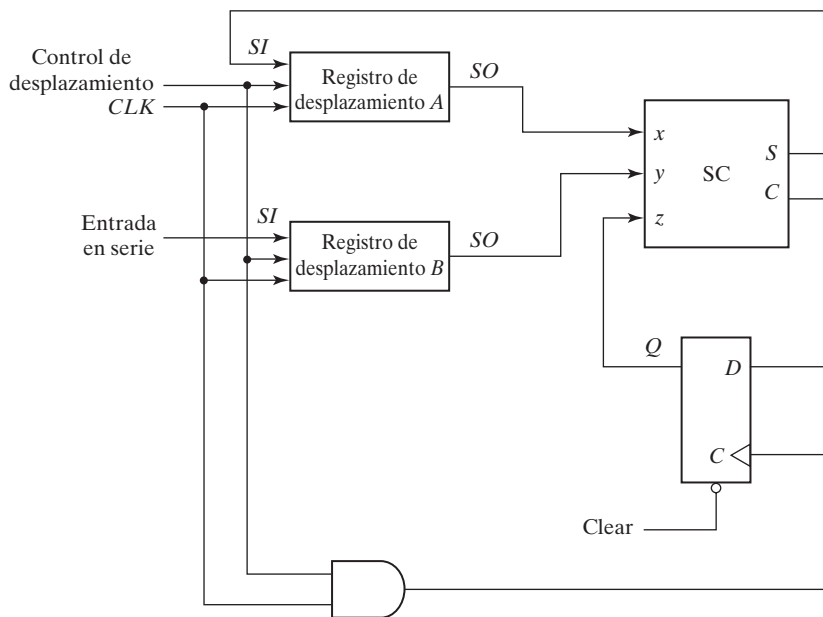 SI
Control de
desplazamiento
CLK
Registro de
desplazamiento A
SO
x
y
z
SC
S
C
Entrada
en serie
SI
Registro de
desplazamiento B
SO
Q
D
C
Clear